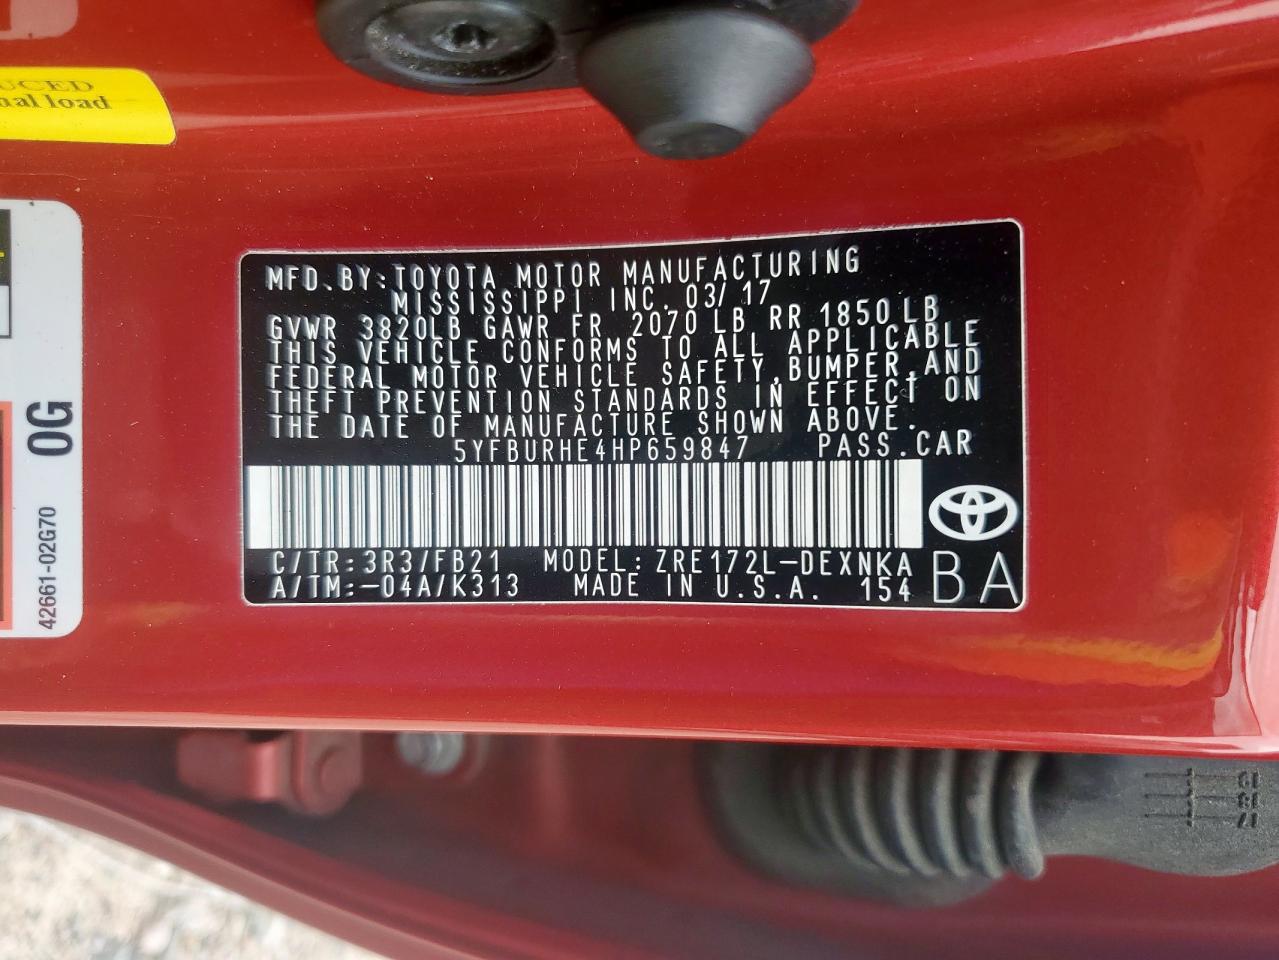 UCED
nal load
MFD.BY:TOYOTA MOTOR MANUFACTURING
MISSISSIPPI INC. 03/17
GVWR 3820LB GAWR FR 2070 LB RR 1850 LB
THIS VEHICLE CONFORMS TO ALL APPLICABLE
FEDERAL MOTOR VEHICLE SAFETY,BUMPER,AND
THEFT PREVENTION STANDARDS IN EFFECT ON
THE DATE OF MANUFACTURE SHOWN ABOVE.
5YFBURHE4HP659847 PASS.CAR
C/TR:3R3/FB21 MODEL:ZRE172L-DEXNKA
A/TM:-04A/K313 MADE IN U.S.A. 154
BA
0G
42661-02G70